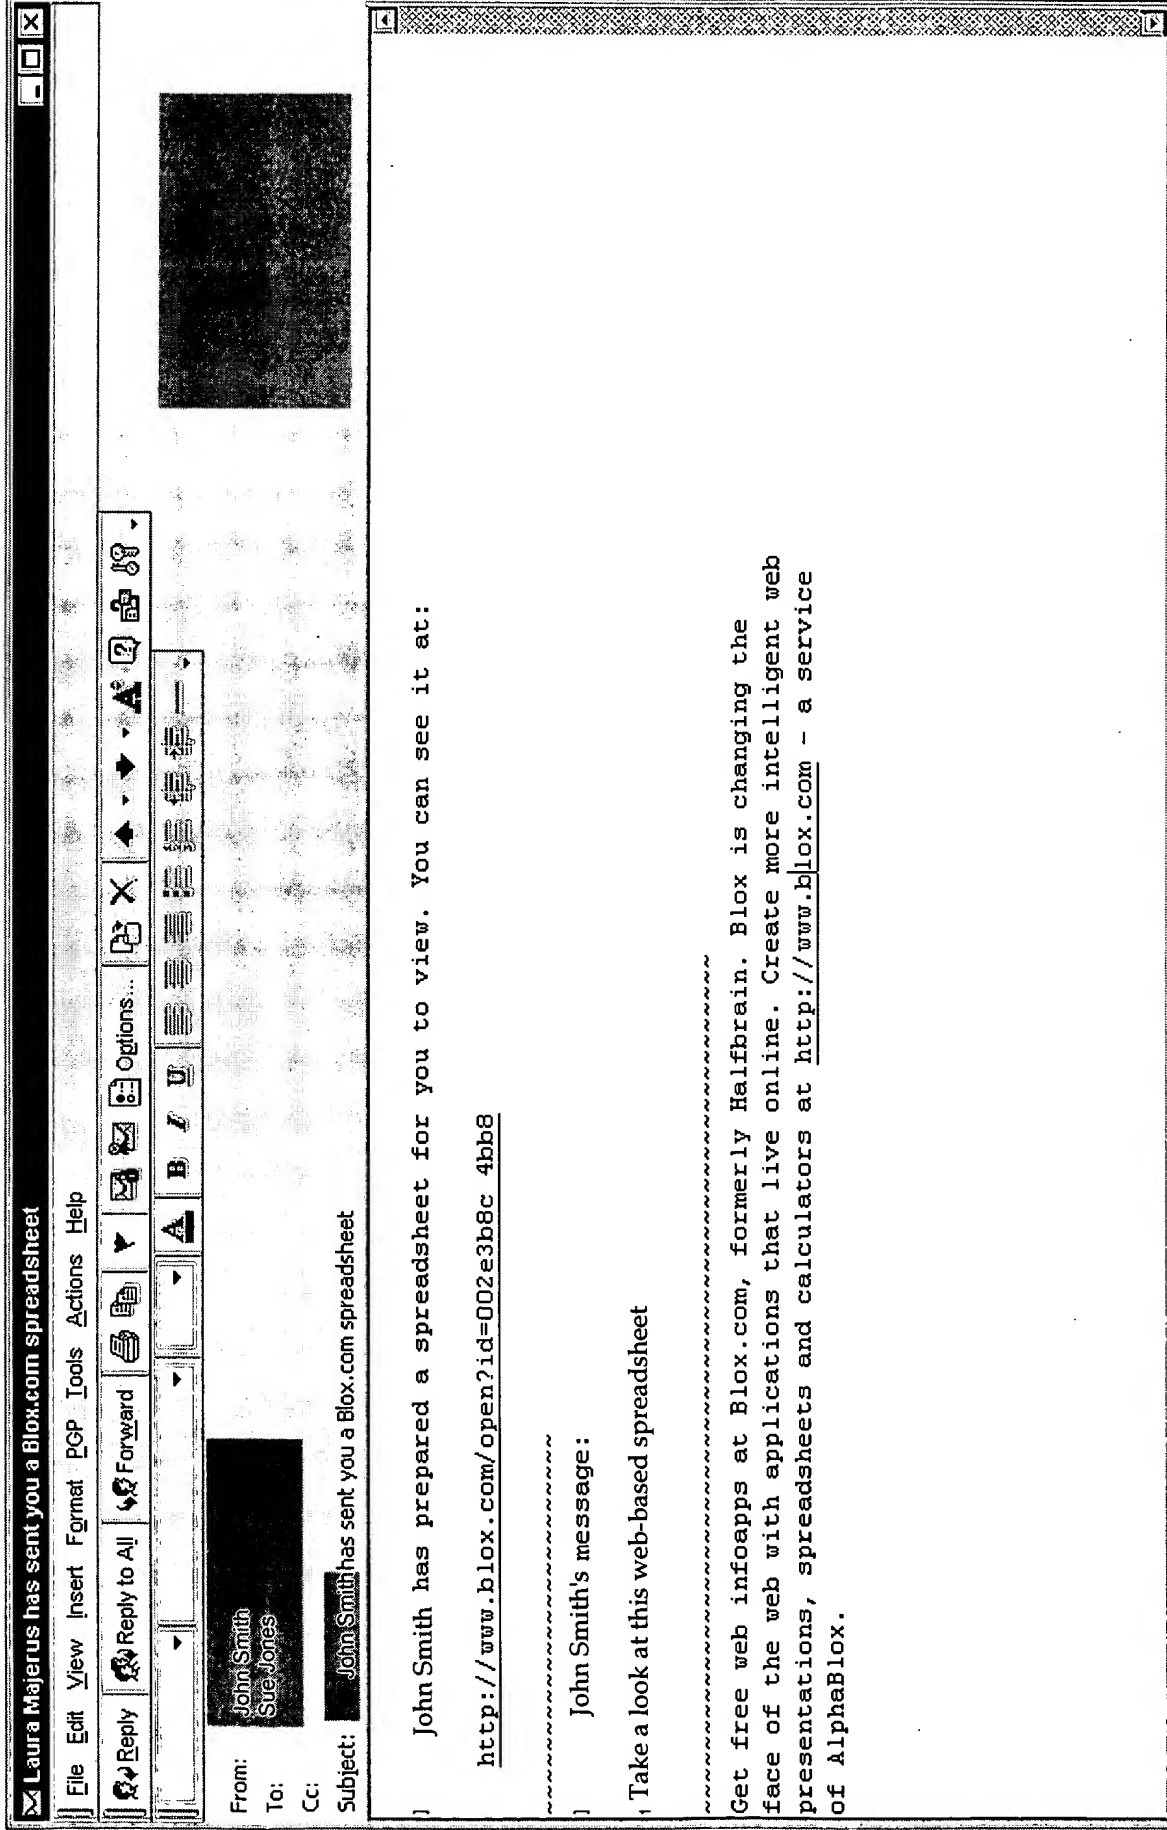 Laura Majerus has sent you a Blox.com spreadsheet
File Edit View Insert Format PGP Tools Actions Help
Reply Reply to All Forward Options...
A B I U
From: John Smith
To: Sue Jones
Cc:
Subject: John Smith has sent you a Blox.com spreadsheet
John Smith has prepared a spreadsheet for you to view. You can see it at:
http://www.blox.com/open?id=002e3b8c 4bb8
~~~~~~~~~~~~~~~~~~~~~~~~
John Smith's message:
Take a look at this web-based spreadsheet
~~~~~~~~~~~~~~~~~~~~~~~~~~~~~~~~~~~~~~~~~~~~~~~~~~~~
Get free web infoapps at Blox.com, formerly Halfbrain. Blox is changing the
face of the web with applications that live online. Create more intelligent web
presentations, spreadsheets and calculators at http://www.blox.com - a service
of AlphaBlox.